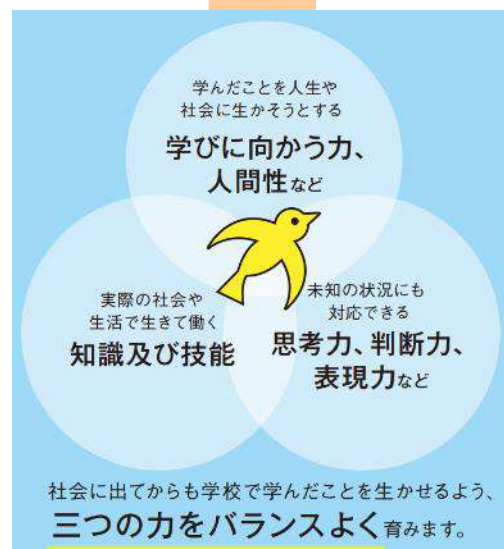 学んだことを人生や
社会に生かそうとする
学びに向かう力、
人間性など
実際の社会や
生活で生きて働く
知識及び技能
未知の状況にも
対応できる
思考力、判断力、
表現力など
社会に出てからも学校で学んだことを生かせるよう、
三つの力をバランスよく育みます。